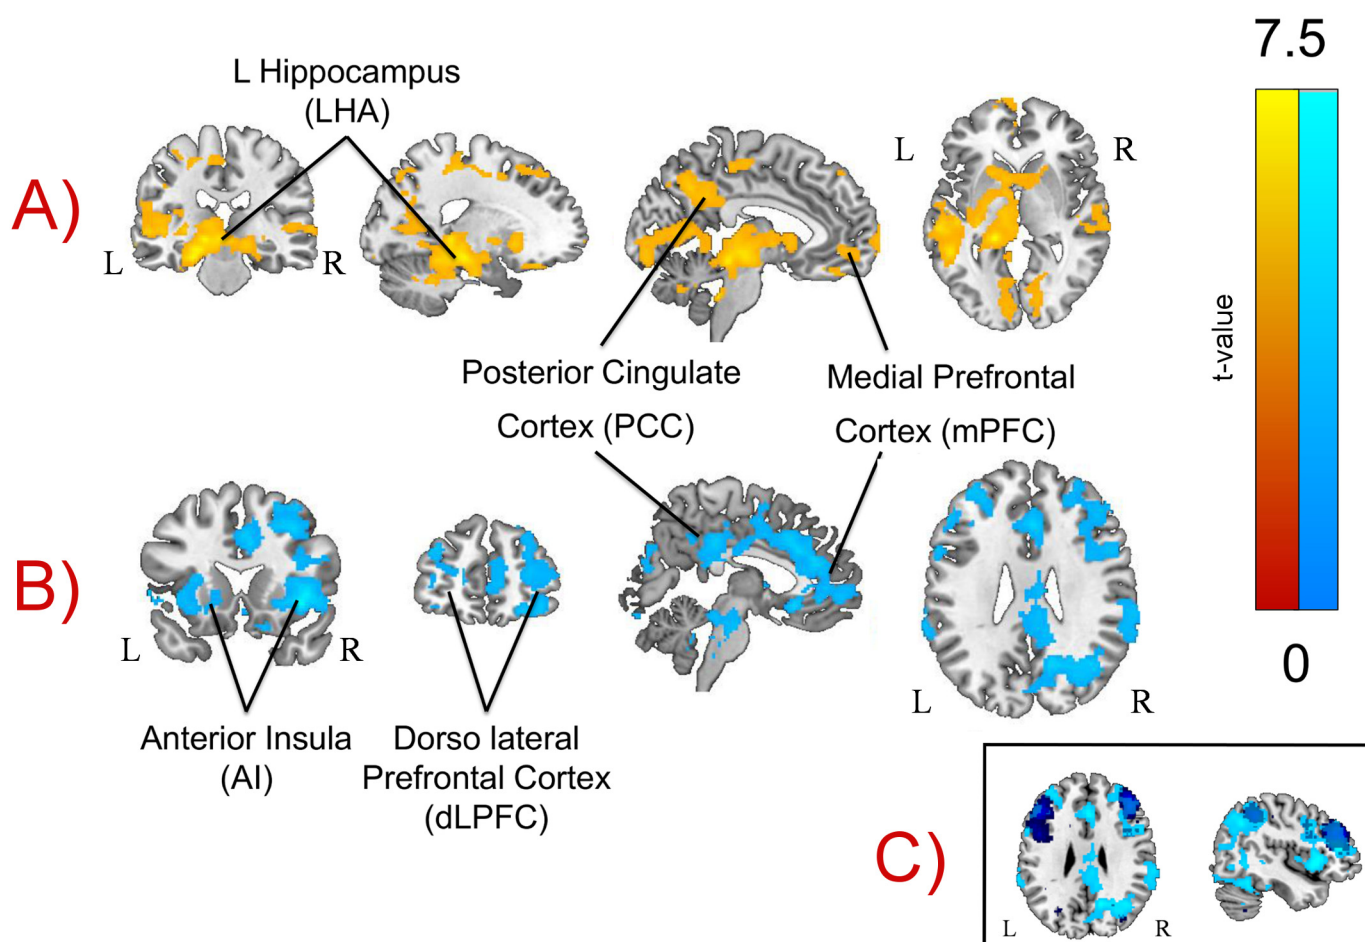 7.5
L Hippocampus
(LHA)
L
R
A)
L
R
t-value
Posterior Cingulate
Cortex (PCC)
Medial Prefrontal
Cortex (mPFC)
0
B)
L
R
L
R
Anterior Insula
(AI)
Dorso lateral
Prefrontal Cortex
(dLPFC)
C)
L
R